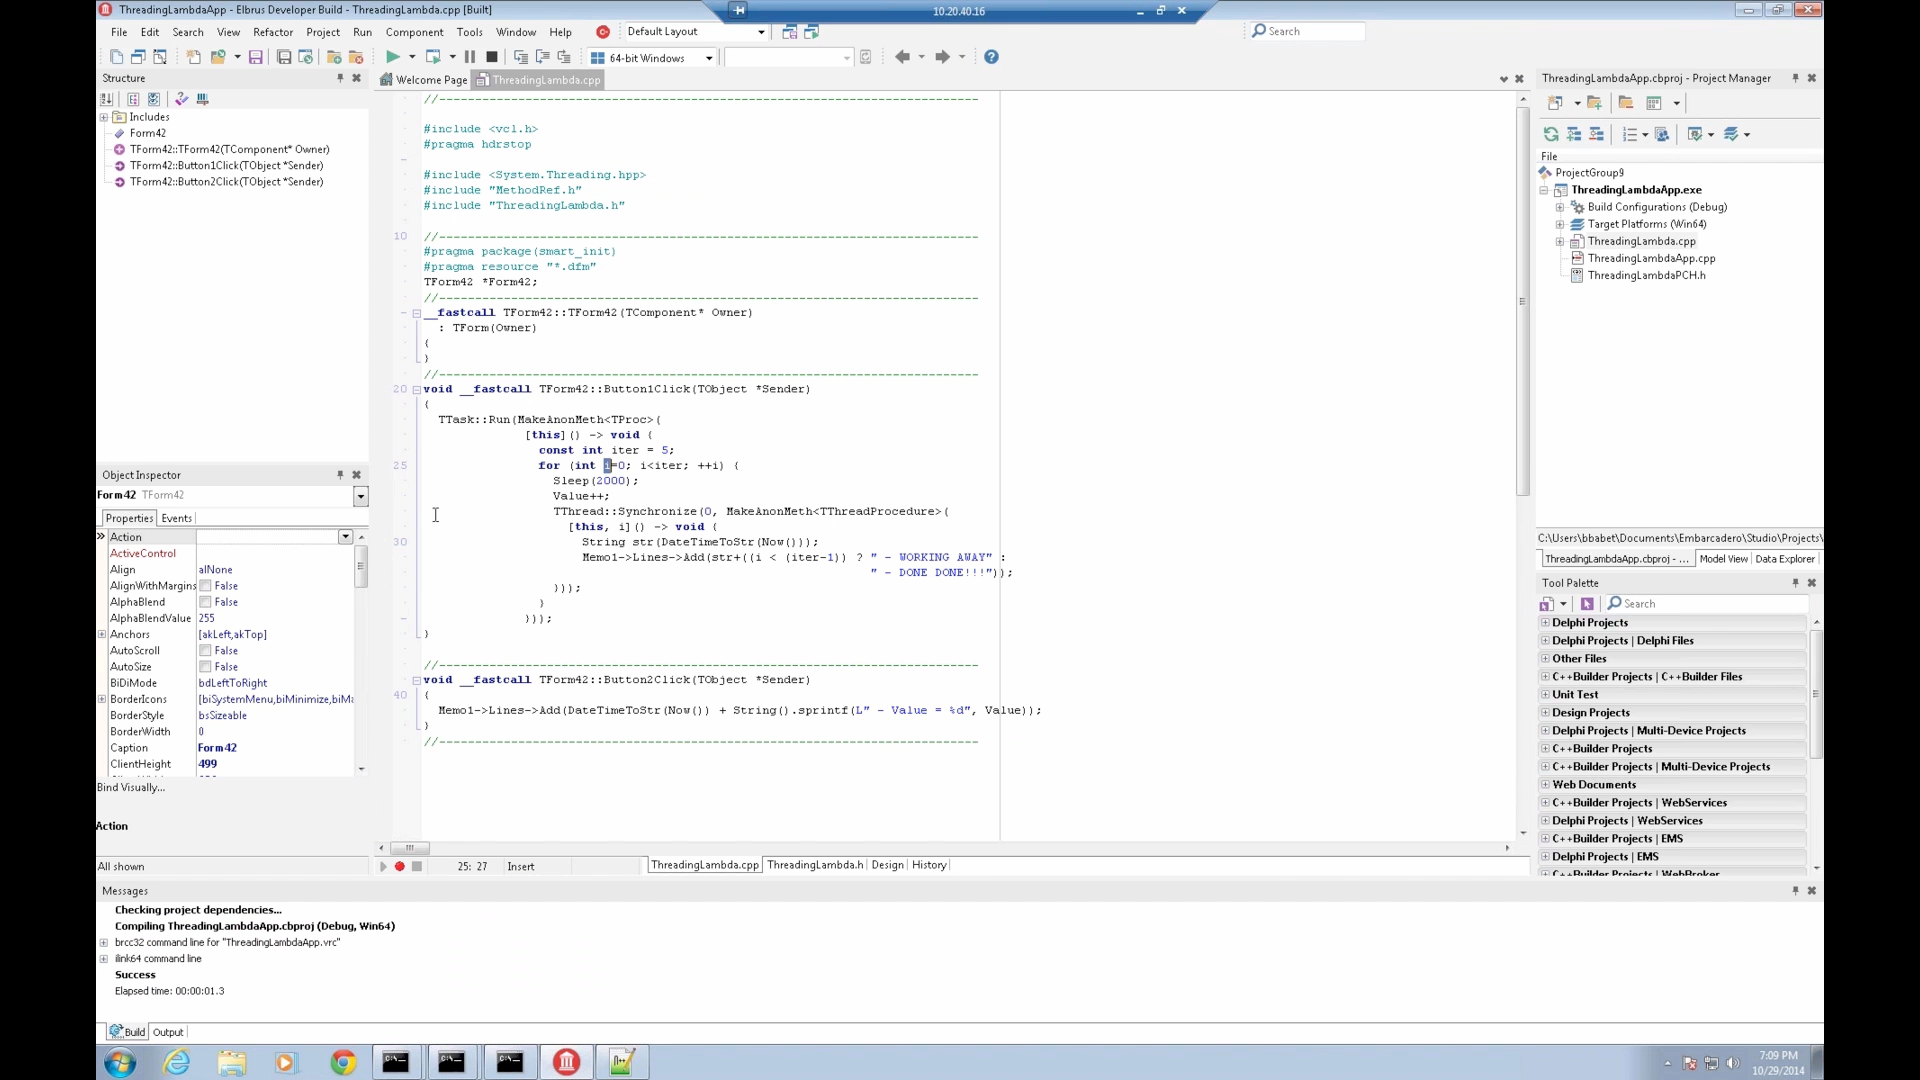 ThreadingLambdaApp - Elbrus Developer Build - ThreadingLambda.cpp [Built]
10.20.40.16
File Edit Search View Refactor Project Run Component Tools Window Help
Default Layout
Search
64-bit Windows
Structure
Includes
Form42
TForm42::TForm42(TComponent* Owner)
TForm42::Button1Click(TObject *Sender)
TForm42::Button2Click(TObject *Sender)
Welcome Page
ThreadingLambda.cpp
//---------------------------------------------------------------------------
#include <vcl.h>
#pragma hdrstop
#include <System.Threading.hpp>
#include "MethodRef.h"
#include "ThreadingLambda.h"
10 //---------------------------------------------------------------------------
#pragma package(smart_init)
#pragma resource "*.dfm"
TForm42 *Form42;
//---------------------------------------------------------------------------
__fastcall TForm42::TForm42(TComponent* Owner)
: TForm(Owner)
{
}
//---------------------------------------------------------------------------
20 void __fastcall TForm42::Button1Click(TObject *Sender)
{
TTask::Run(MakeAnonMeth<TProc>(
[this]() -> void {
const int iter = 5;
25 for (int i=0; i<iter; ++i) {
Sleep(2000);
Value++;
TThread::Synchronize(0, MakeAnonMeth<TThreadProcedure>(
[this, i]() -> void {
30 String str(DateTimeToStr(Now()));
Memo1->Lines->Add(str+((i < (iter-1)) ? " - WORKING AWAY" :
" - DONE DONE!!!"));
}));
}
}));
}
//---------------------------------------------------------------------------
void __fastcall TForm42::Button2Click(TObject *Sender)
40 {
Memo1->Lines->Add(DateTimeToStr(Now()) + String().sprintf(L" - Value = %d", Value));
}
//---------------------------------------------------------------------------
25: 27 Insert
ThreadingLambda.cpp ThreadingLambda.h Design History
Object Inspector
Form42 TForm42
Properties Events
Action
ActiveControl
Align alNone
AlignWithMargins False
AlphaBlend False
AlphaBlendValue 255
Anchors [akLeft,akTop]
AutoScroll False
AutoSize False
BiDiMode bdLeftToRight
BorderIcons [biSystemMenu,biMinimize,biMa
BorderStyle bsSizeable
BorderWidth 0
Caption Form42
ClientHeight 499
Bind Visually...
Action
All shown
ThreadingLambdaApp.cbproj - Project Manager
File
ProjectGroup9
ThreadingLambdaApp.exe
Build Configurations (Debug)
Target Platforms (Win64)
ThreadingLambda.cpp
ThreadingLambdaApp.cpp
ThreadingLambdaPCH.h
C:\Users\bbabet\Documents\Embarcadero\Studio\Projects\
ThreadingLambdaApp.cbproj - ... Model View Data Explorer
Tool Palette
Search
Delphi Projects
Delphi Projects | Delphi Files
Other Files
C++Builder Projects | C++Builder Files
Unit Test
Design Projects
Delphi Projects | Multi-Device Projects
C++Builder Projects
C++Builder Projects | Multi-Device Projects
Web Documents
C++Builder Projects | WebServices
Delphi Projects | WebServices
C++Builder Projects | EMS
Delphi Projects | EMS
C++Builder Projects | WebBroker
Messages
Checking project dependencies...
Compiling ThreadingLambdaApp.cbproj (Debug, Win64)
brcc32 command line for "ThreadingLambdaApp.vrc"
ilink64 command line
Success
Elapsed time: 00:00:01.3
Build Output
7:09 PM
10/29/2014